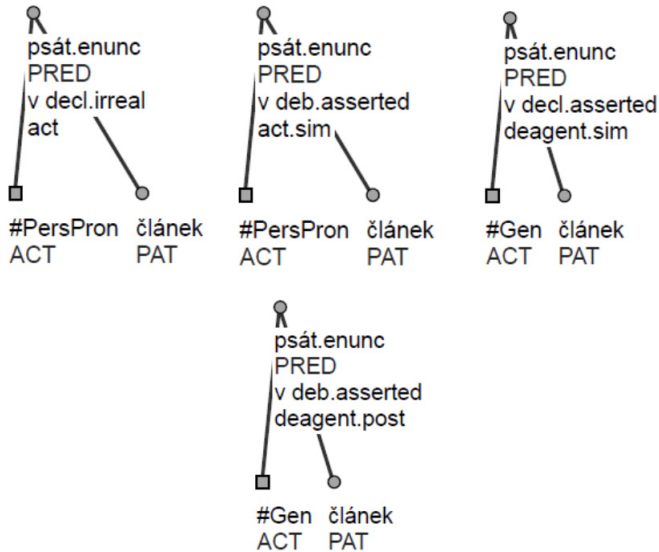 psát.enunc
PRED
v decl.irreal
act
#PersPron článek
ACT PAT
psát.enunc
PRED
v deb.asserted
act.sim
#PersPron článek
ACT PAT
psát.enunc
PRED
v decl.asserted
deagent.sim
#Gen článek
ACT PAT
psát.enunc
PRED
v deb.asserted
deagent.post
#Gen článek
ACT PAT